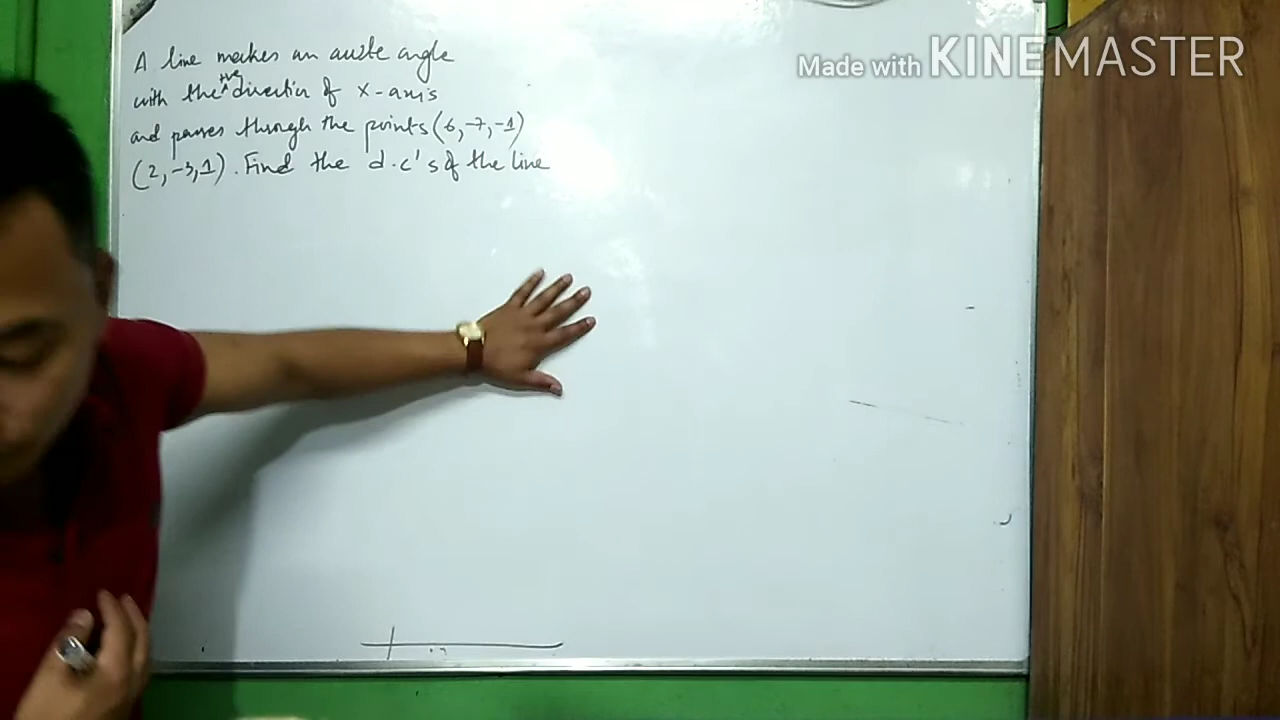 A line makes an acute angle
with the +ve direction of x-axis
and passes through the points (6,-7,-1)
(2,-3,1). Find the d.c's of the line
Made with KINEMASTER